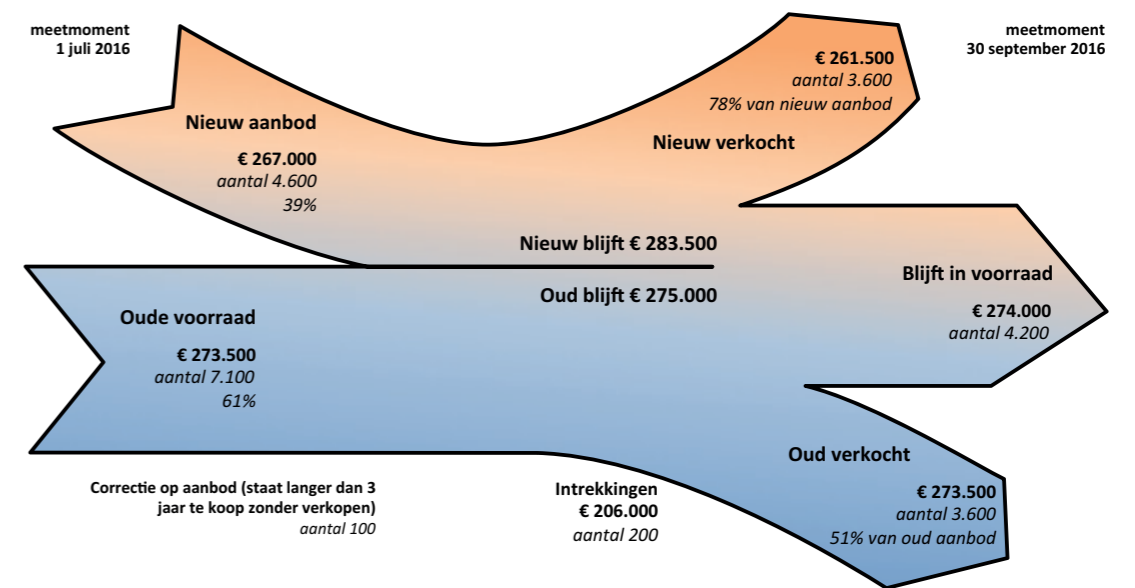 meetmoment
1 juli 2016
meetmoment
30 september 2016
€ 261.500
aantal 3.600
78% van nieuw aanbod
Nieuw verkocht
Nieuw aanbod
€ 267.000
aantal 4.600
39%
Nieuw blijft € 283.500
Oud blijft € 275.000
Blijft in voorraad
€ 274.000
aantal 4.200
Oude voorraad
€ 273.500
aantal 7.100
61%
Oud verkocht
€ 273.500
aantal 3.600
51% van oud aanbod
Correctie op aanbod (staat langer dan 3
jaar te koop zonder verkopen)
aantal 100
Intrekkingen
€ 206.000
aantal 200